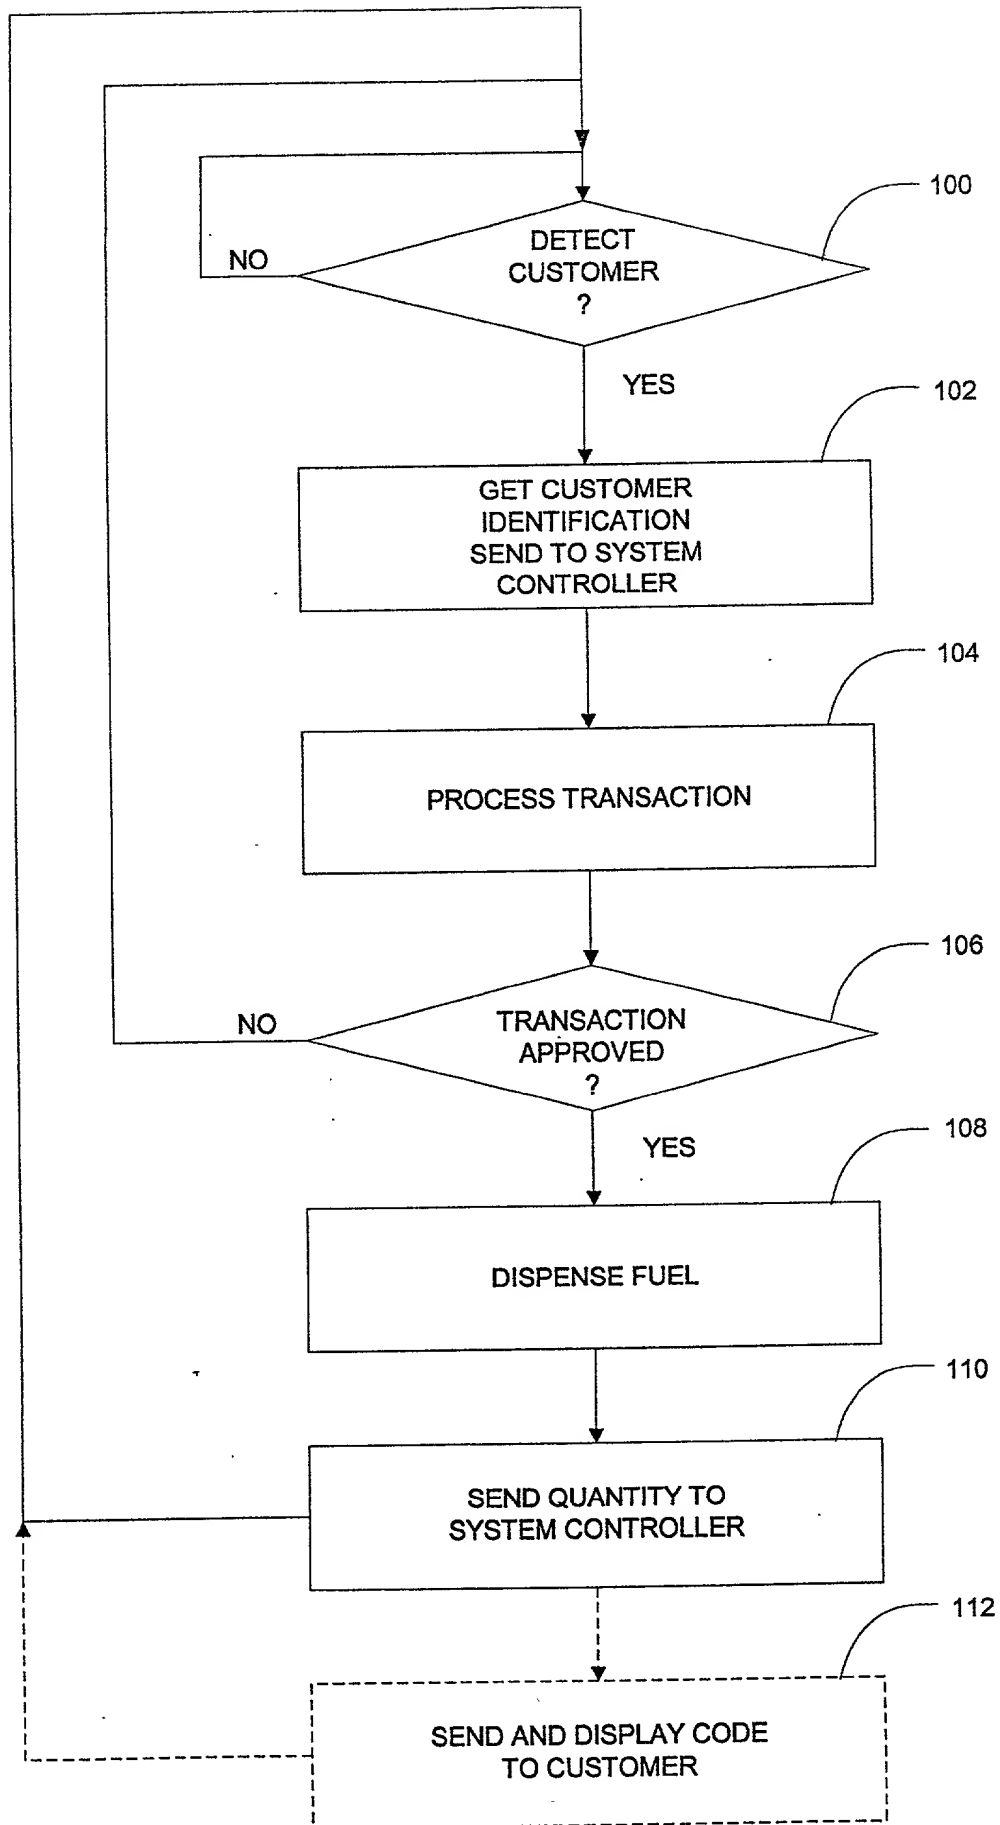 100
DETECT
CUSTOMER
?
NO
YES
102
GET CUSTOMER
IDENTIFICATION
SEND TO SYSTEM
CONTROLLER
104
PROCESS TRANSACTION
106
NO
TRANSACTION
APPROVED
?
YES
108
DISPENSE FUEL
110
SEND QUANTITY TO
SYSTEM CONTROLLER
112
SEND AND DISPLAY CODE
TO CUSTOMER